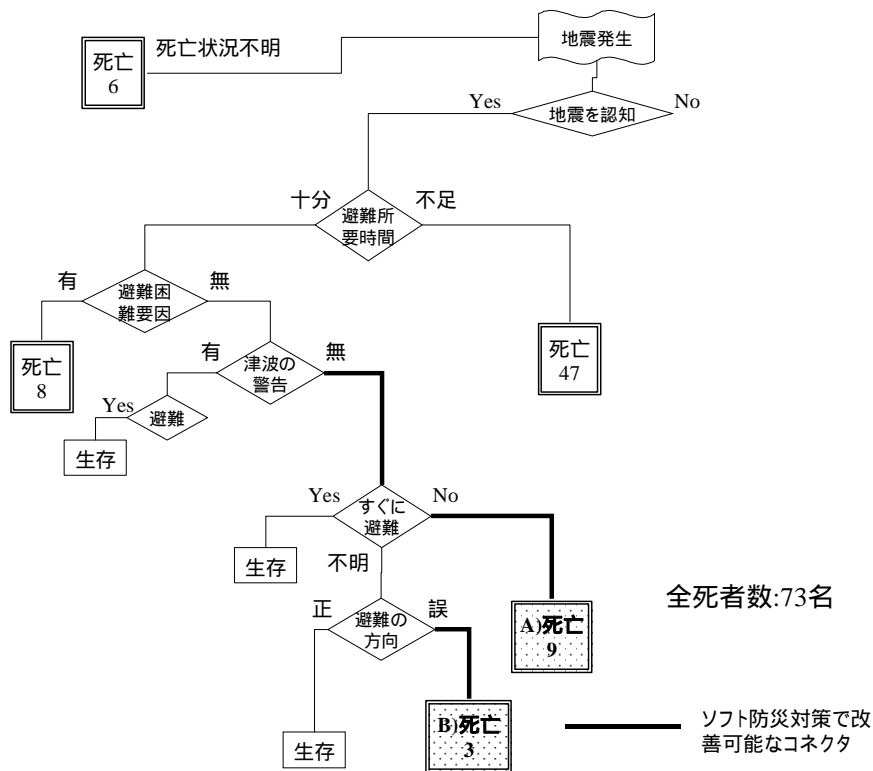 死亡
6
死亡状況不明
地震発生
Yes
地震を認知
No
十分
避難所
要時間
不足
有
避難困
難要因
無
死亡
8
有
津波の
警告
無
死亡
47
Yes
避難
生存
Yes
すぐに
避難
No
生存
不明
正
避難の
方向
誤
A)死亡
9
全死者数:73名
生存
B)死亡
3
ソフト防災対策で改
善可能なコネクタ